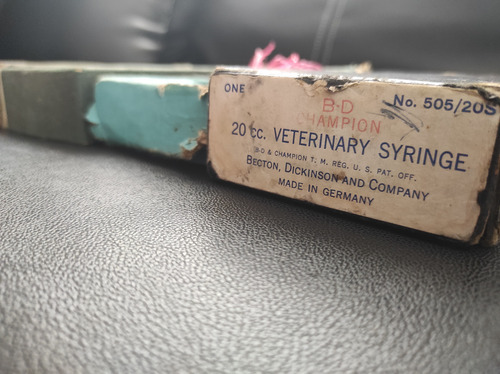 ONE
No. 505/20S
B-D
CHAMPION
20 cc. VETERINARY SYRINGE
B-D & CHAMPION T. M. REG. U. S. PAT. OFF.
BECTON, DICKINSON AND COMPANY
MADE IN GERMANY